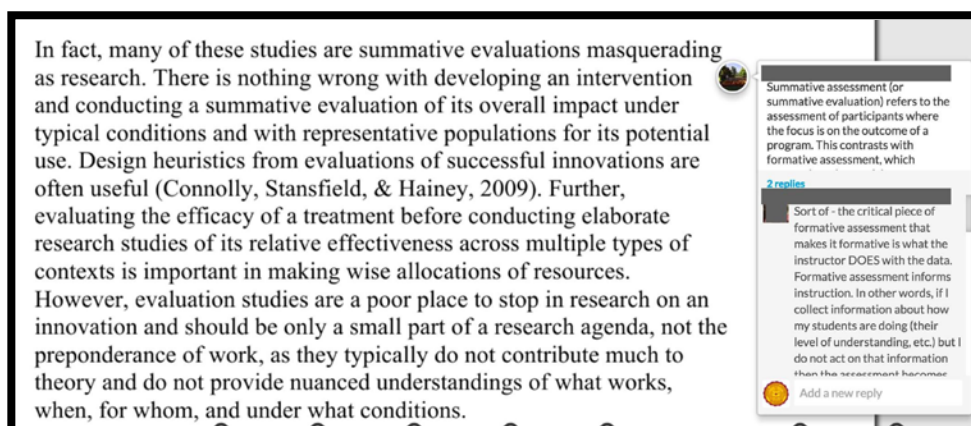 In fact, many of these studies are summative evaluations masquerading
as research. There is nothing wrong with developing an intervention
and conducting a summative evaluation of its overall impact under
typical conditions and with representative populations for its potential
use. Design heuristics from evaluations of successful innovations are
often useful (Connolly, Stansfield, & Hainey, 2009). Further,
evaluating the efficacy of a treatment before conducting elaborate
research studies of its relative effectiveness across multiple types of
contexts is important in making wise allocations of resources.
However, evaluation studies are a poor place to stop in research on an
innovation and should be only a small part of a research agenda, not the
preponderance of work, as they typically do not contribute much to
theory and do not provide nuanced understandings of what works,
when, for whom, and under what conditions.
Summative assessment (or
summative evaluation) refers to the
assessment of participants where
the focus is on the outcome of a
program. This contrasts with
formative assessment, which
2 replies
Sort of - the critical piece of
formative assessment that
makes it formative is what the
instructor DOES with the data.
Formative assessment informs
instruction. In other words, if I
collect information about how
my students are doing (their
level of understanding, etc.) but I
do not act on that information
then the assessment becomes
Add a new reply